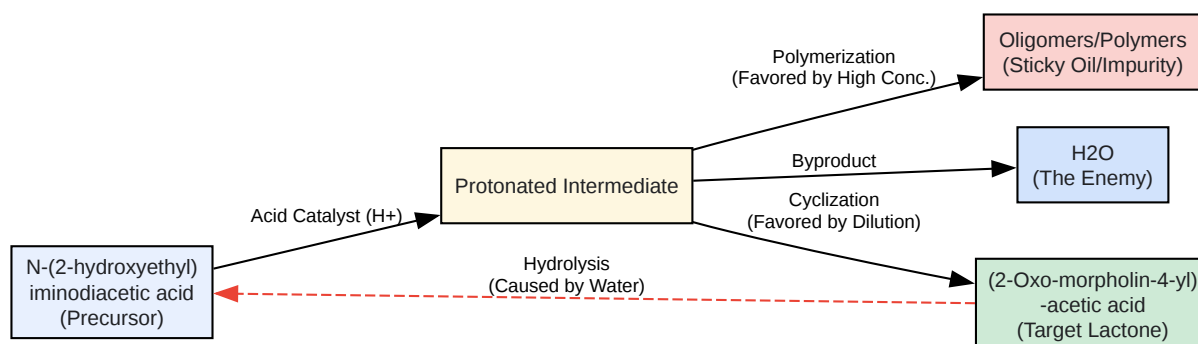 Oligomers/Polymers
(Sticky Oil/Impurity)
Polymerization
(Favored by High Conc.)
H2O
(The Enemy)
Byproduct
Protonated Intermediate
Cyclization
(Favored by Dilution)
Acid Catalyst (H+)
N-(2-hydroxyethyl)
iminodiacetic acid
(Precursor)
Hydrolysis
(Caused by Water)
(2-Oxo-morpholin-4-yl)
-acetic acid
(Target Lactone)